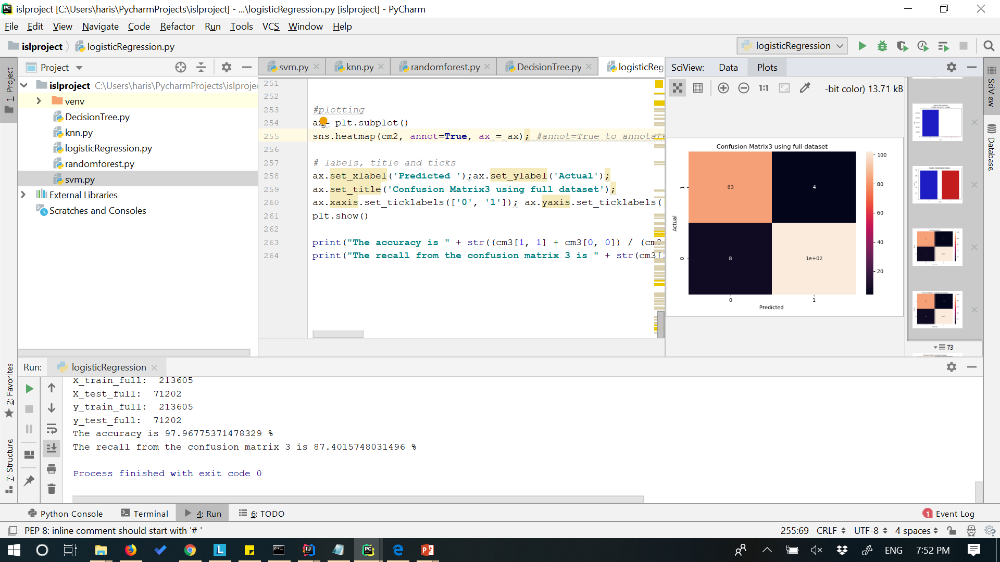 islproject [C:\Users\haris\PycharmProjects\islproject] - ...\logisticRegression.py [islproject] - PyCharm
File Edit View Navigate Code Refactor Run Tools VCS Window Help
islproject logisticRegression.py
logisticRegression
Project
svm.py knn.py randomforest.py DecisionTree.py logisticReg
SciView: Data Plots
1: Project
islproject C:\Users\haris\PycharmProjects\islprojec
venv
DecisionTree.py
knn.py
logisticRegression.py
randomforest.py
svm.py
External Libraries
Scratches and Consoles
251
252
253 #plotting
254 ax= plt.subplot()
255 sns.heatmap(cm2, annot=True, ax = ax); #annot=True to annotate
256
257 # labels, title and ticks
258 ax.set_xlabel('Predicted ');ax.set_ylabel('Actual');
259 ax.set_title('Confusion Matrix3 using full dataset');
260 ax.xaxis.set_ticklabels(['0', '1']); ax.yaxis.set_ticklabels(
261 plt.show()
262
263 print("The accuracy is " + str((cm3[1, 1] + cm3[0, 0]) / (cm3
264 print("The recall from the confusion matrix 3 is " + str(cm3[1
1:1 -bit color) 13.71 kB
Confusion Matrix3 using full dataset
83 4
8 1e+02
1
0
Actual
0 1
Predicted
100
80
60
40
20
73
SciView
Database
Run: logisticRegression
X_train_full: 213605
X_test_full: 71202
y_train_full: 213605
y_test_full: 71202
The accuracy is 97.96775371478329 %
The recall from the confusion matrix 3 is 87.4015748031496 %
Process finished with exit code 0
2: Favorites
7: Structure
Python Console Terminal 4: Run 6: TODO
1 Event Log
PEP 8: inline comment should start with '# '
255:69 CRLF UTF-8 4 spaces
ENG 7:52 PM